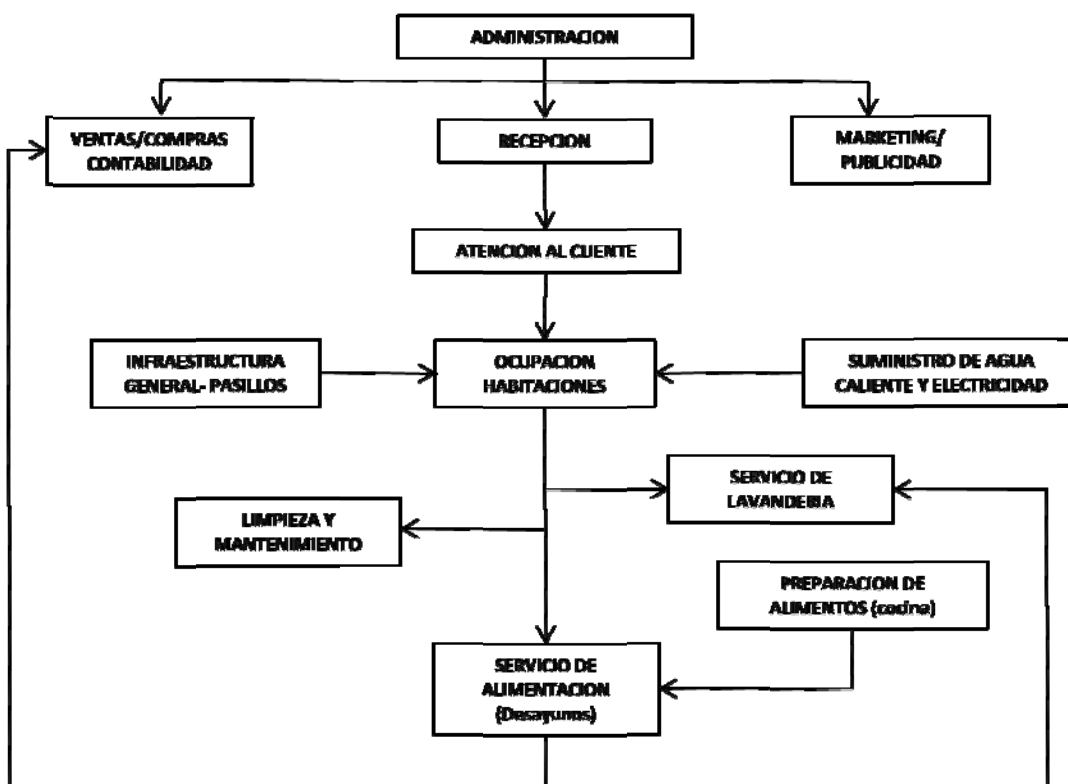 ADMINISTRACION
VENTAS/COMPRAS
CONTABILIDAD
RECEPCION
MARKETING/
PUBLICIDAD
ATENCION AL CLIENTE
INFRAESTRUCTURA
GENERAL- PASILLOS
OCUPACION
HABITACIONES
SUMINISTRO DE AGUA
CALIENTE Y ELECTRICIDAD
SERVICIO DE
LAVANDERIA
LIMPIEZA Y
MANTENIMIENTO
PREPARACION DE
ALIMENTOS (cocina)
SERVICIO DE
ALIMENTACION
(Desayunos)